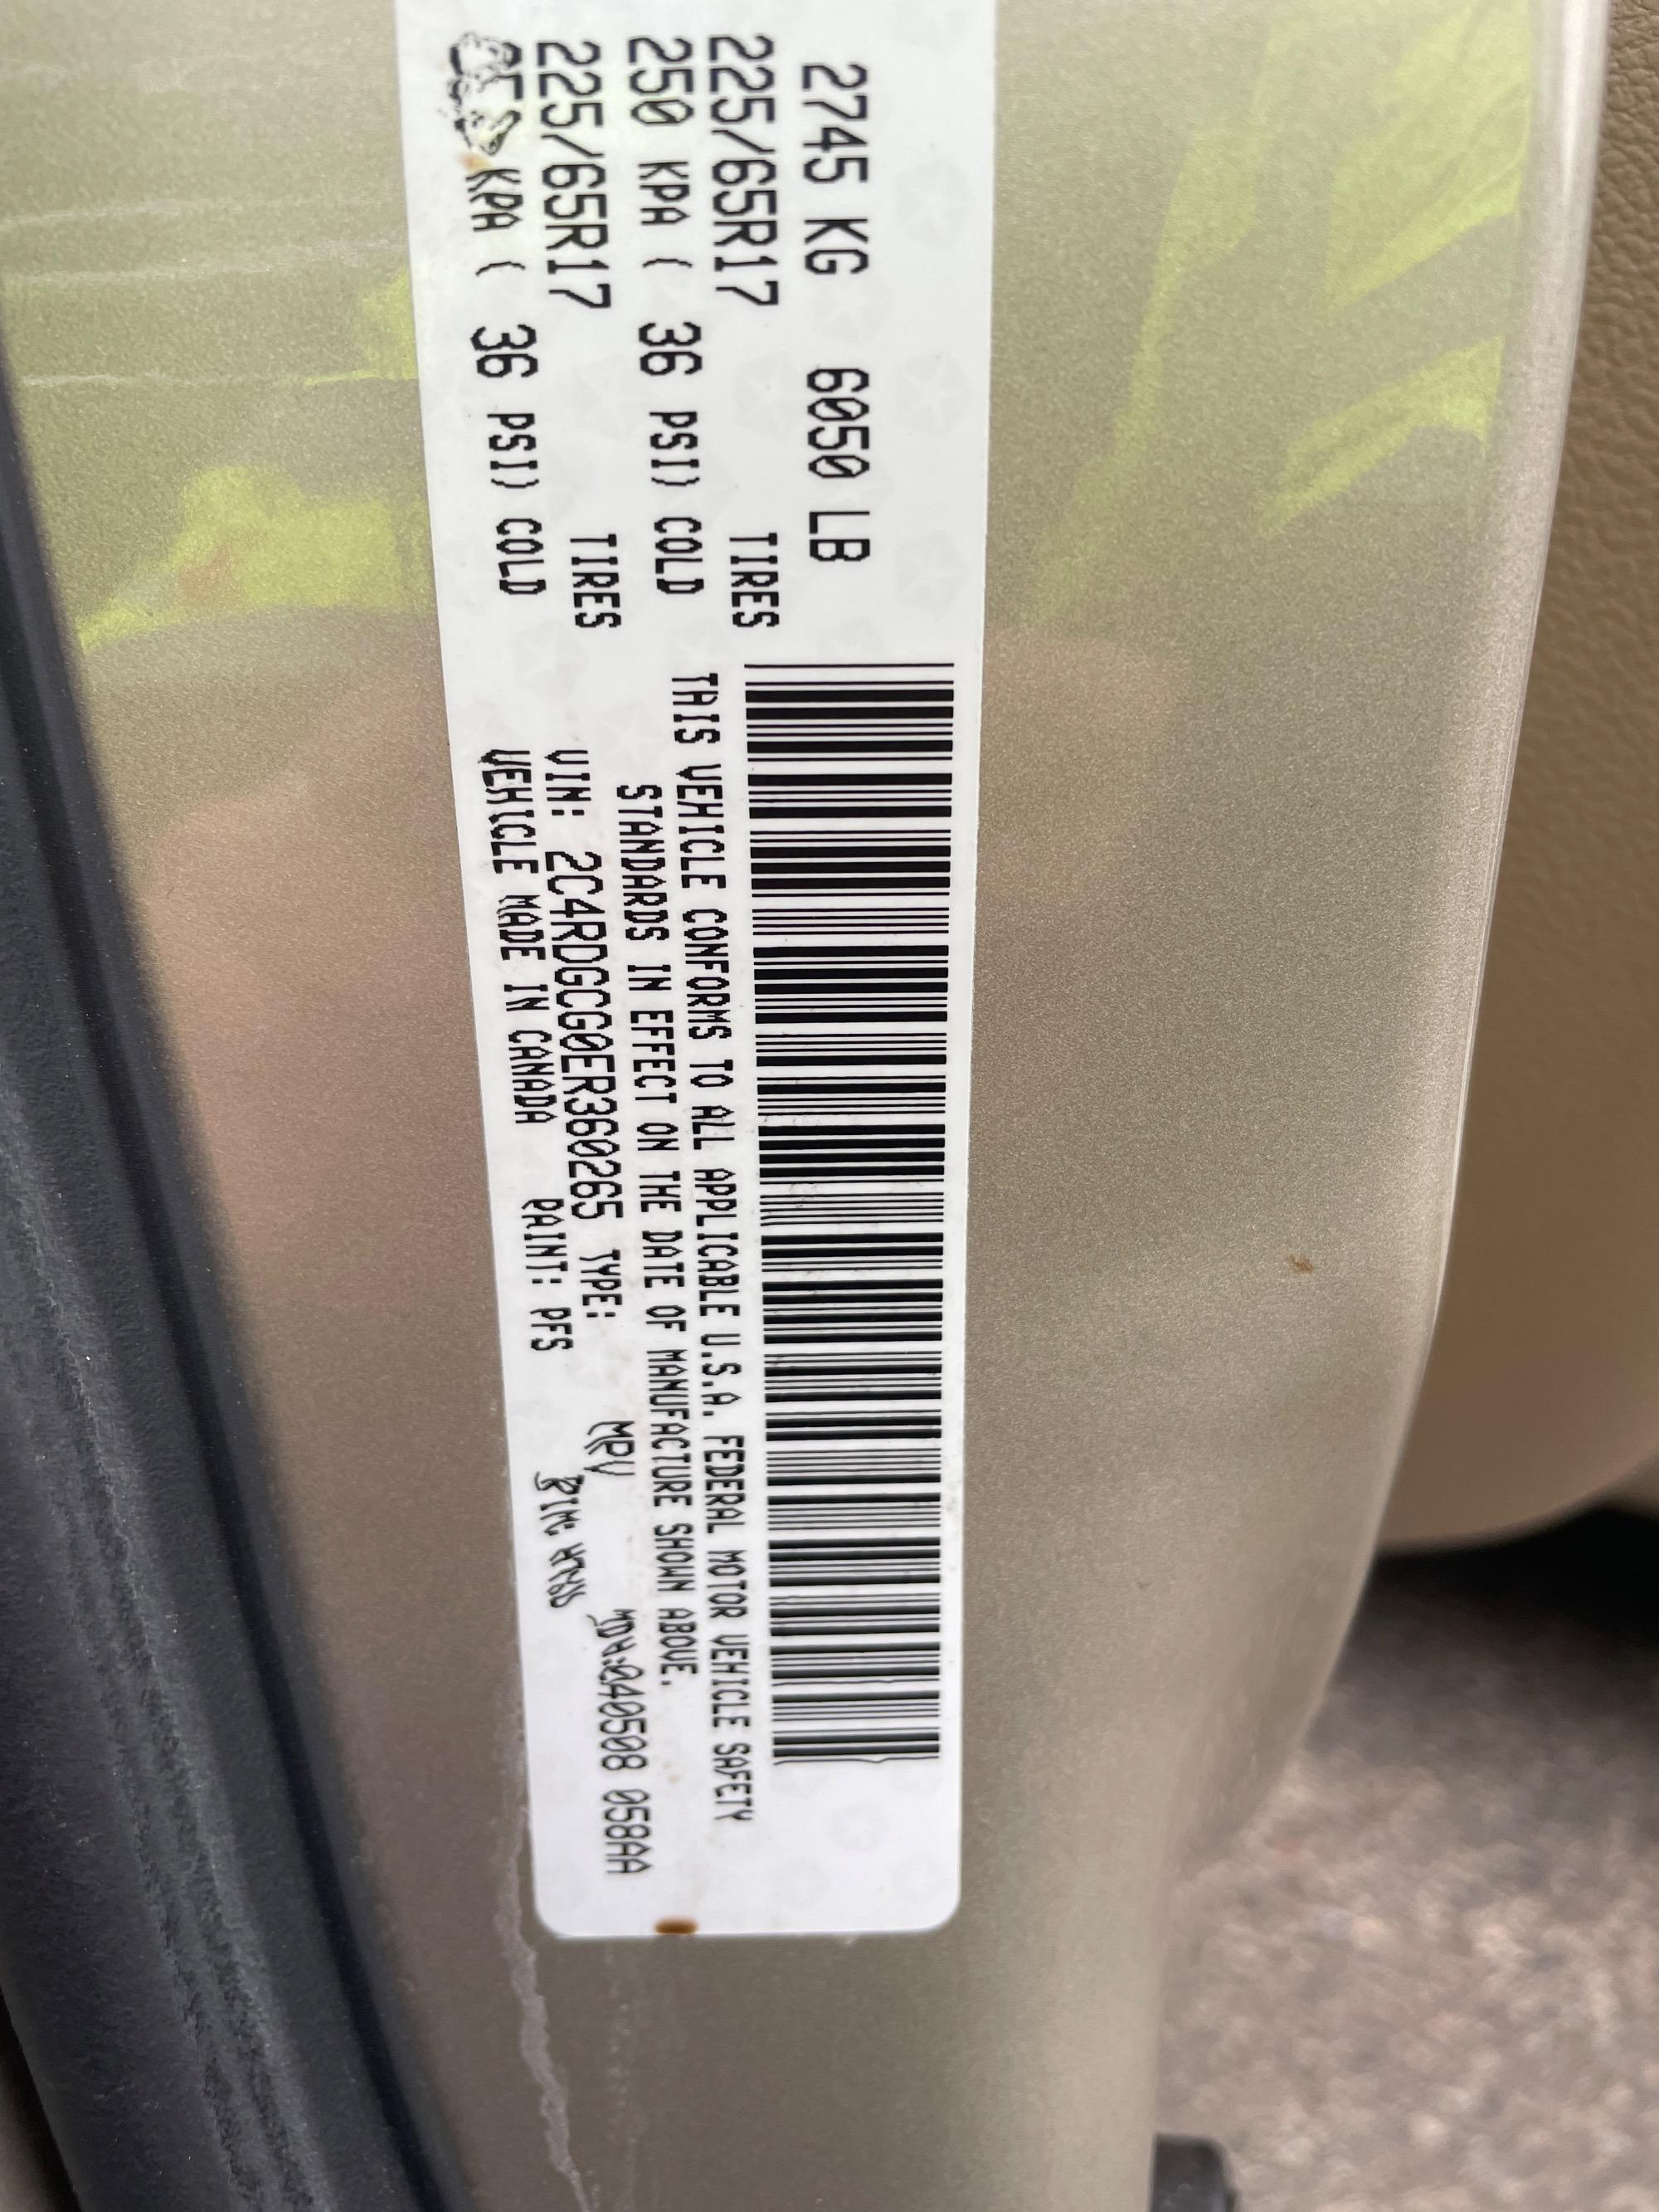 2745 KG 6050 LB
225/65R17 TIRES
250 KPA ( 36 PSI) COLD
225/65R17 TIRES
KPA ( 36 PSI) COLD
THIS VEHICLE CONFORMS TO ALL APPLICABLE U.S.A. FEDERAL MOTOR VEHICLE SAFETY
STANDARDS IN EFFECT ON THE DATE OF MANUFACTURE SHOWN ABOVE.
VIN: 2C4RDGCG0ER360265 TYPE: MPV 040508 058AA
VEHICLE MADE IN CANADA PAINT: PFS